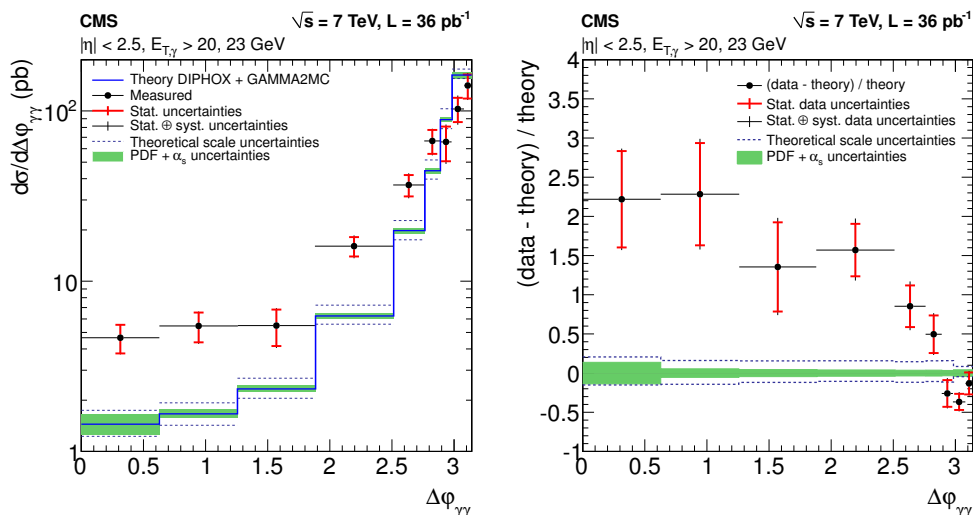 CMS √s = 7 TeV, L = 36 pb⁻¹
|η| < 2.5, E_T,γ > 20, 23 GeV
dσ/dΔφ_γγ (pb)
Theory DIPHOX + GAMMA2MC
Measured
Stat. uncertainties
Stat. ⊕ syst. uncertainties
Theoretical scale uncertainties
PDF + α_s uncertainties
10²
10
1
0 0.5 1 1.5 2 2.5 3
Δφ_γγ
CMS √s = 7 TeV, L = 36 pb⁻¹
|η| < 2.5, E_T,γ > 20, 23 GeV
(data - theory) / theory
(data - theory) / theory
Stat. data uncertainties
Stat. ⊕ syst. data uncertainties
Theoretical scale uncertainties
PDF + α_s uncertainties
4
3.5
3
2.5
2
1.5
1
0.5
0
-0.5
-1
0 0.5 1 1.5 2 2.5 3
Δφ_γγ